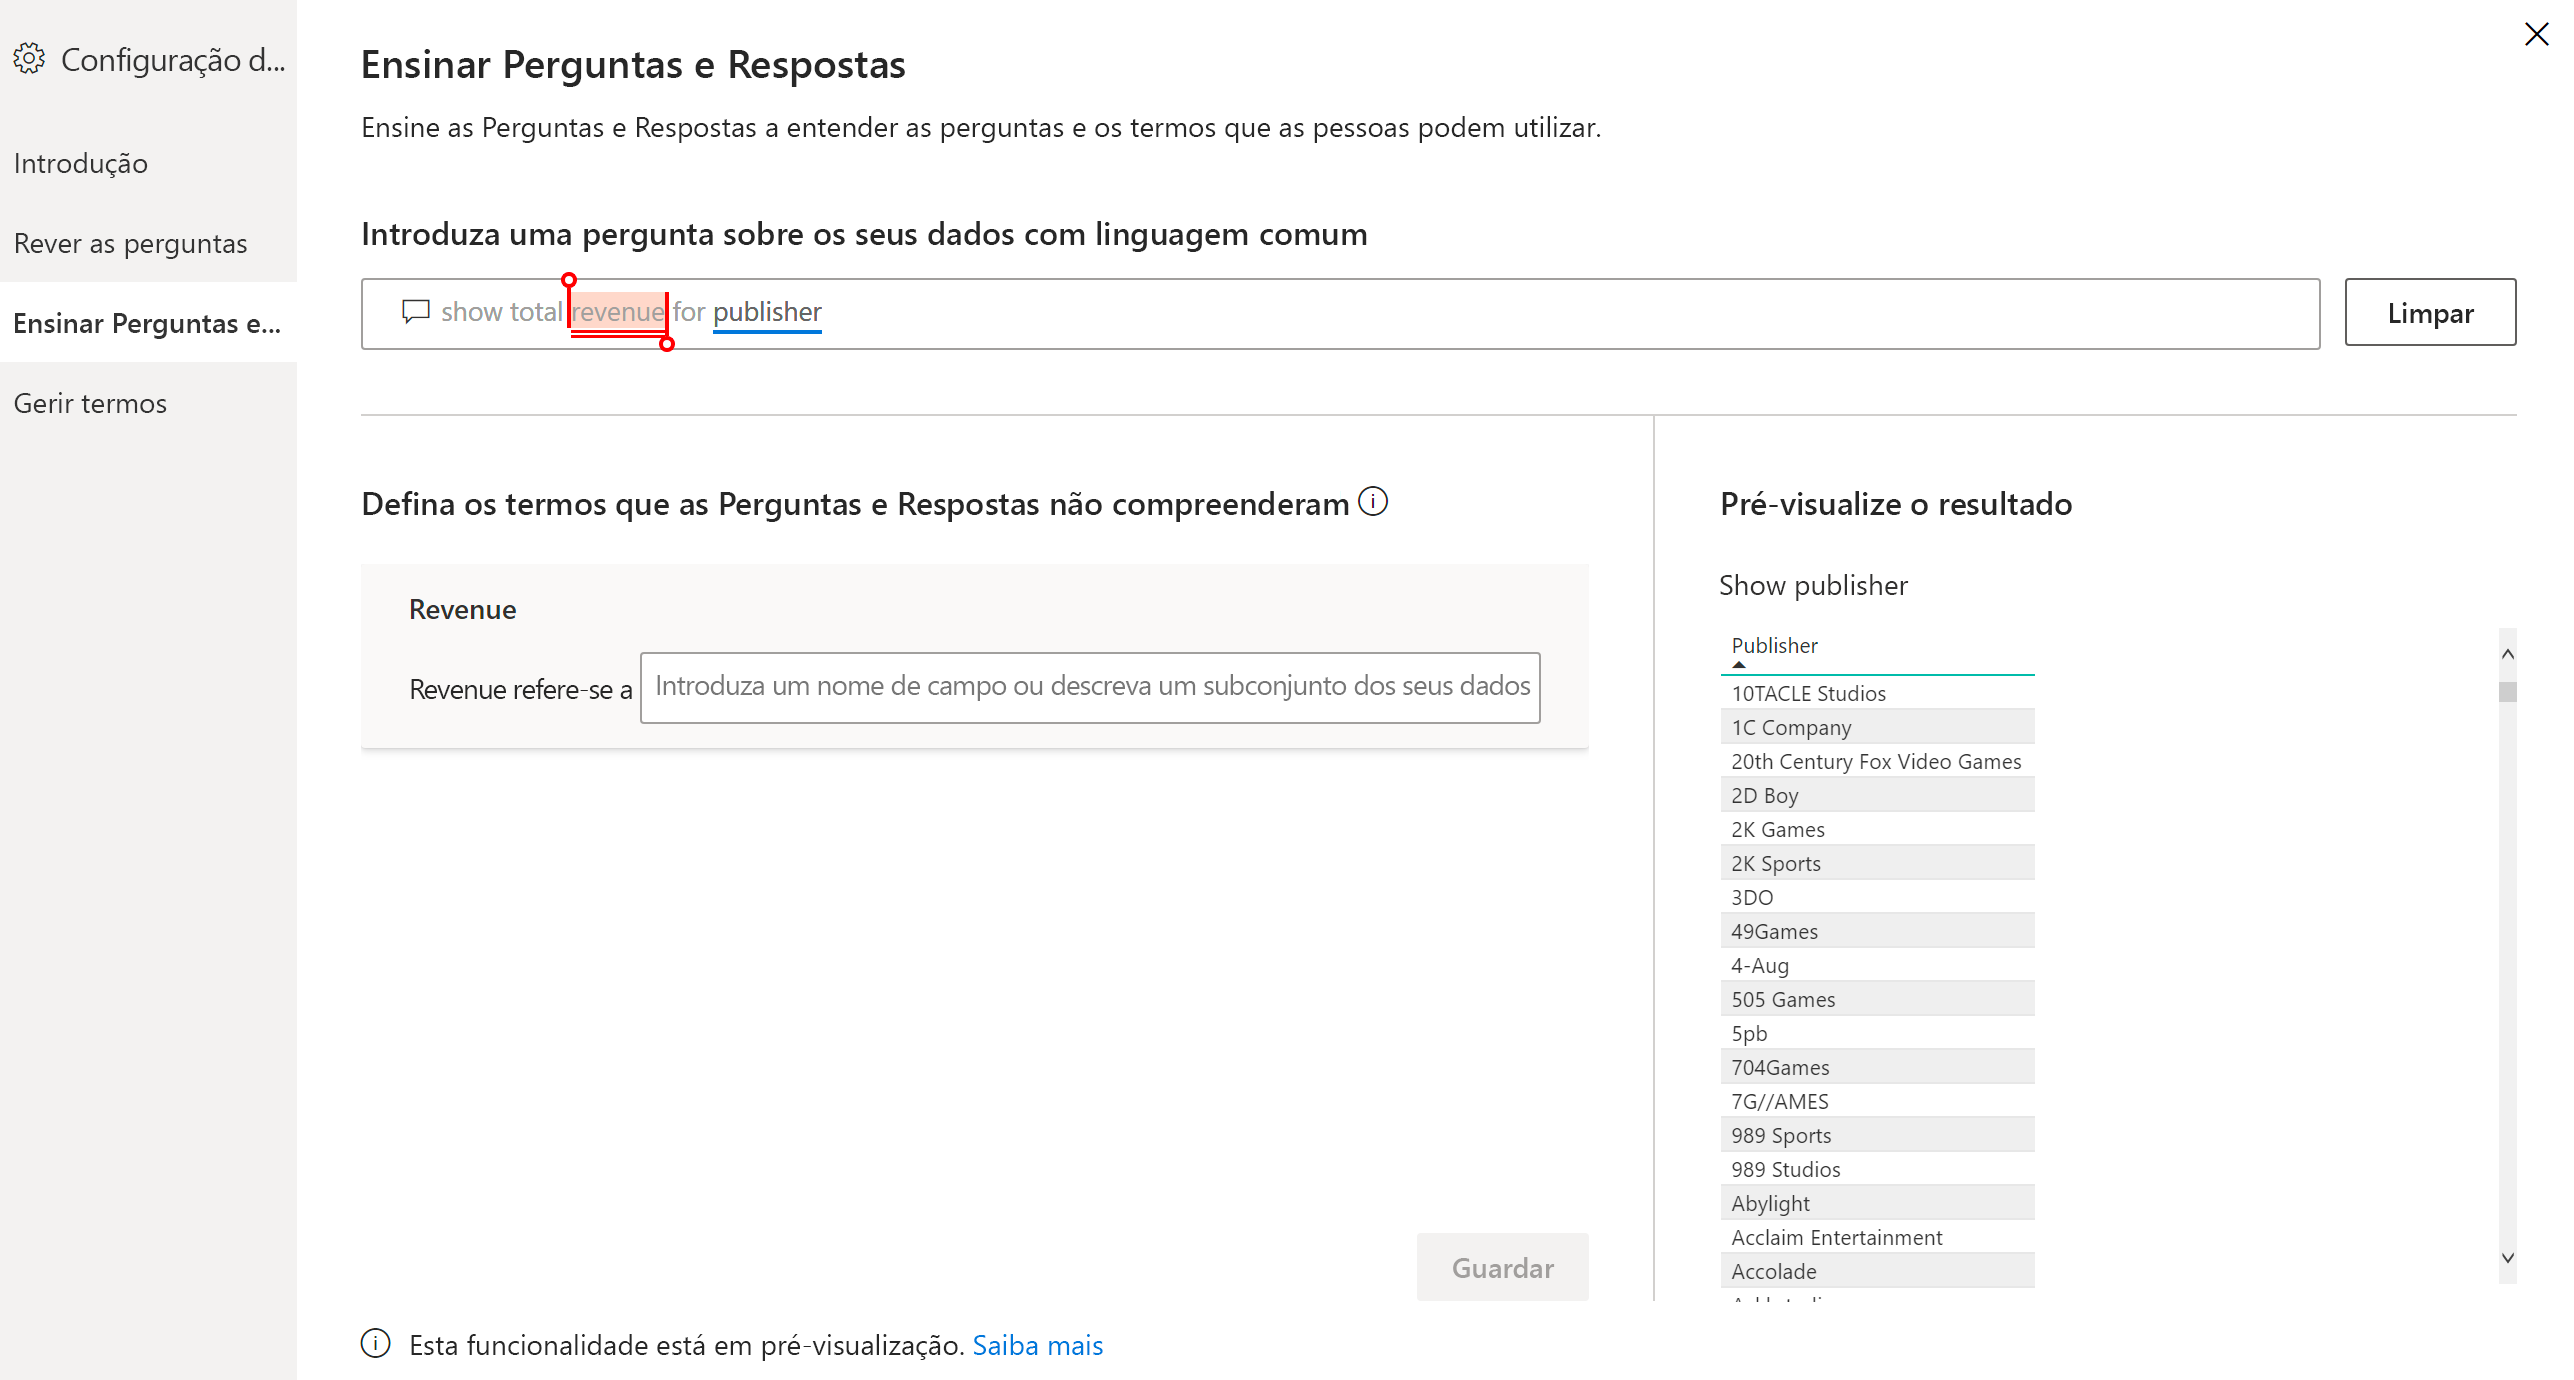 Configuração d...
Introdução
Rever as perguntas
Ensinar Perguntas e...
Gerir termos
Ensinar Perguntas e Respostas
Ensine as Perguntas e Respostas a entender as perguntas e os termos que as pessoas podem utilizar.
Introduza uma pergunta sobre os seus dados com linguagem comum
show total revenue for publisher
Limpar
Defina os termos que as Perguntas e Respostas não compreenderam
Revenue
Revenue refere-se a
Introduza um nome de campo ou descreva um subconjunto dos seus dados
Guardar
Esta funcionalidade está em pré-visualização. Saiba mais
Pré-visualize o resultado
Show publisher
Publisher
10TACLE Studios
1C Company
20th Century Fox Video Games
2D Boy
2K Games
2K Sports
3DO
49Games
4-Aug
505 Games
5pb
704Games
7G//AMES
989 Sports
989 Studios
Abylight
Acclaim Entertainment
Accolade